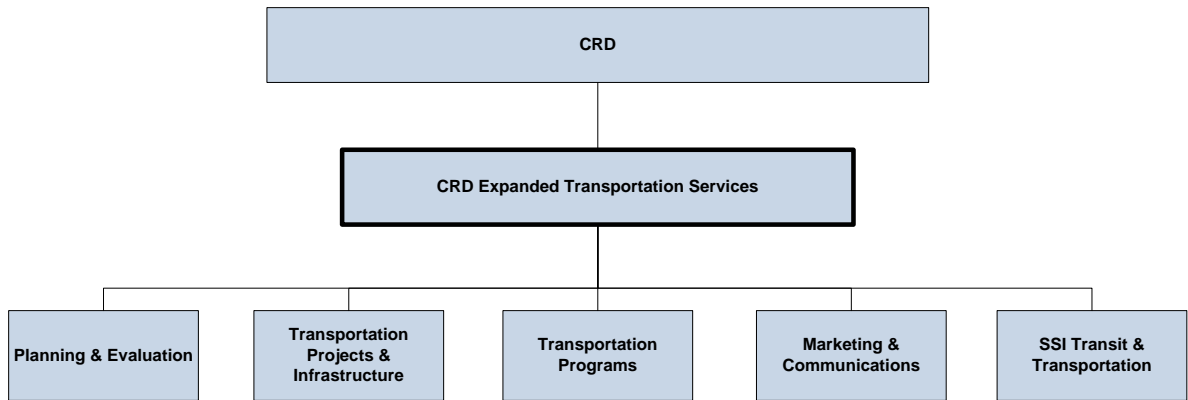 CRD
CRD Expanded Transportation Services
Planning & Evaluation
Transportation
Projects &
Infrastructure
Transportation
Programs
Marketing &
Communications
SSI Transit &
Transportation